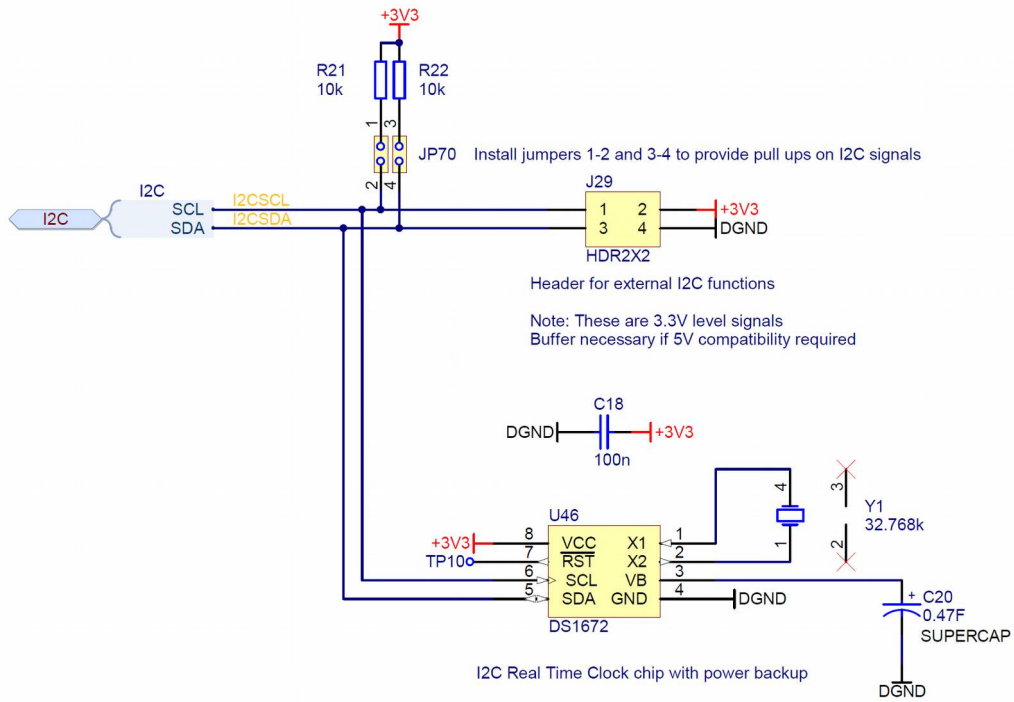 +3V3
R21
10k
R22
10k
1
3
JP70
Install jumpers 1-2 and 3-4 to provide pull ups on I2C signals
2
4
I2C
I2C
SCL
SDA
I2CSCL
I2CSDA
J29
1 2
3 4
+3V3
DGND
HDR2X2
Header for external I2C functions
Note: These are 3.3V level signals
Buffer necessary if 5V compatibility required
C18
DGND
+3V3
100n
4
1
3
2
Y1
32.768k
U46
+3V3
TP10
8
7
6
5
VCC
RST
SCL
SDA
X1
X2
VB
GND
1
2
3
4
DGND
DS1672
+
C20
0.47F
SUPERCAP
DGND
I2C Real Time Clock chip with power backup